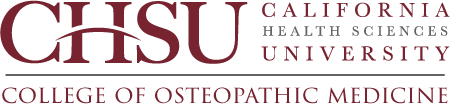 CHSU
CALIFORNIA
HEALTH SCIENCES
UNIVERSITY
COLLEGE OF OSTEOPATHIC MEDICINE